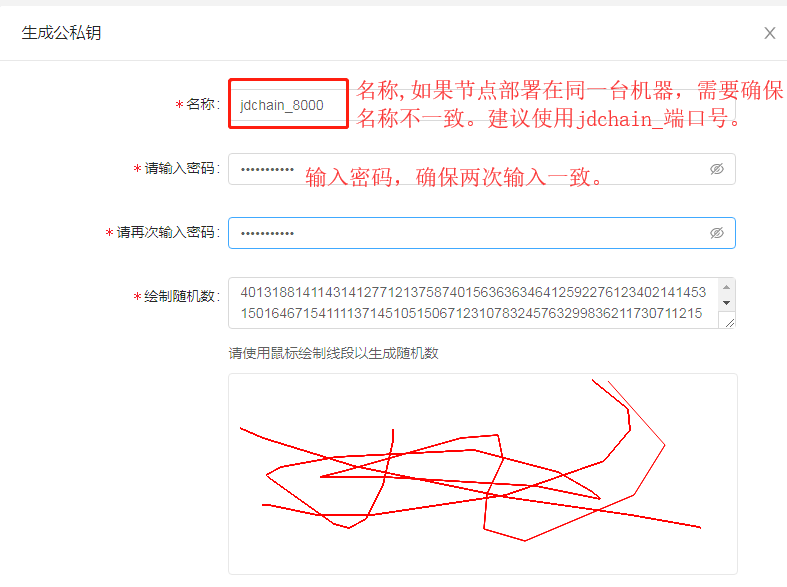 生成公私钥
* 名称: jdchain_8000 名称,如果节点部署在同一台机器，需要确保
名称不一致。建议使用jdchain_端口号。
* 请输入密码: ••••••••••• 输入密码，确保两次输入一致。
* 请再次输入密码: •••••••••••
* 绘制随机数: 401318814114314127712137587401563636346412592276123402141453
150164671541111371451051506712310783245763299836211730711215
请使用鼠标绘制线段以生成随机数